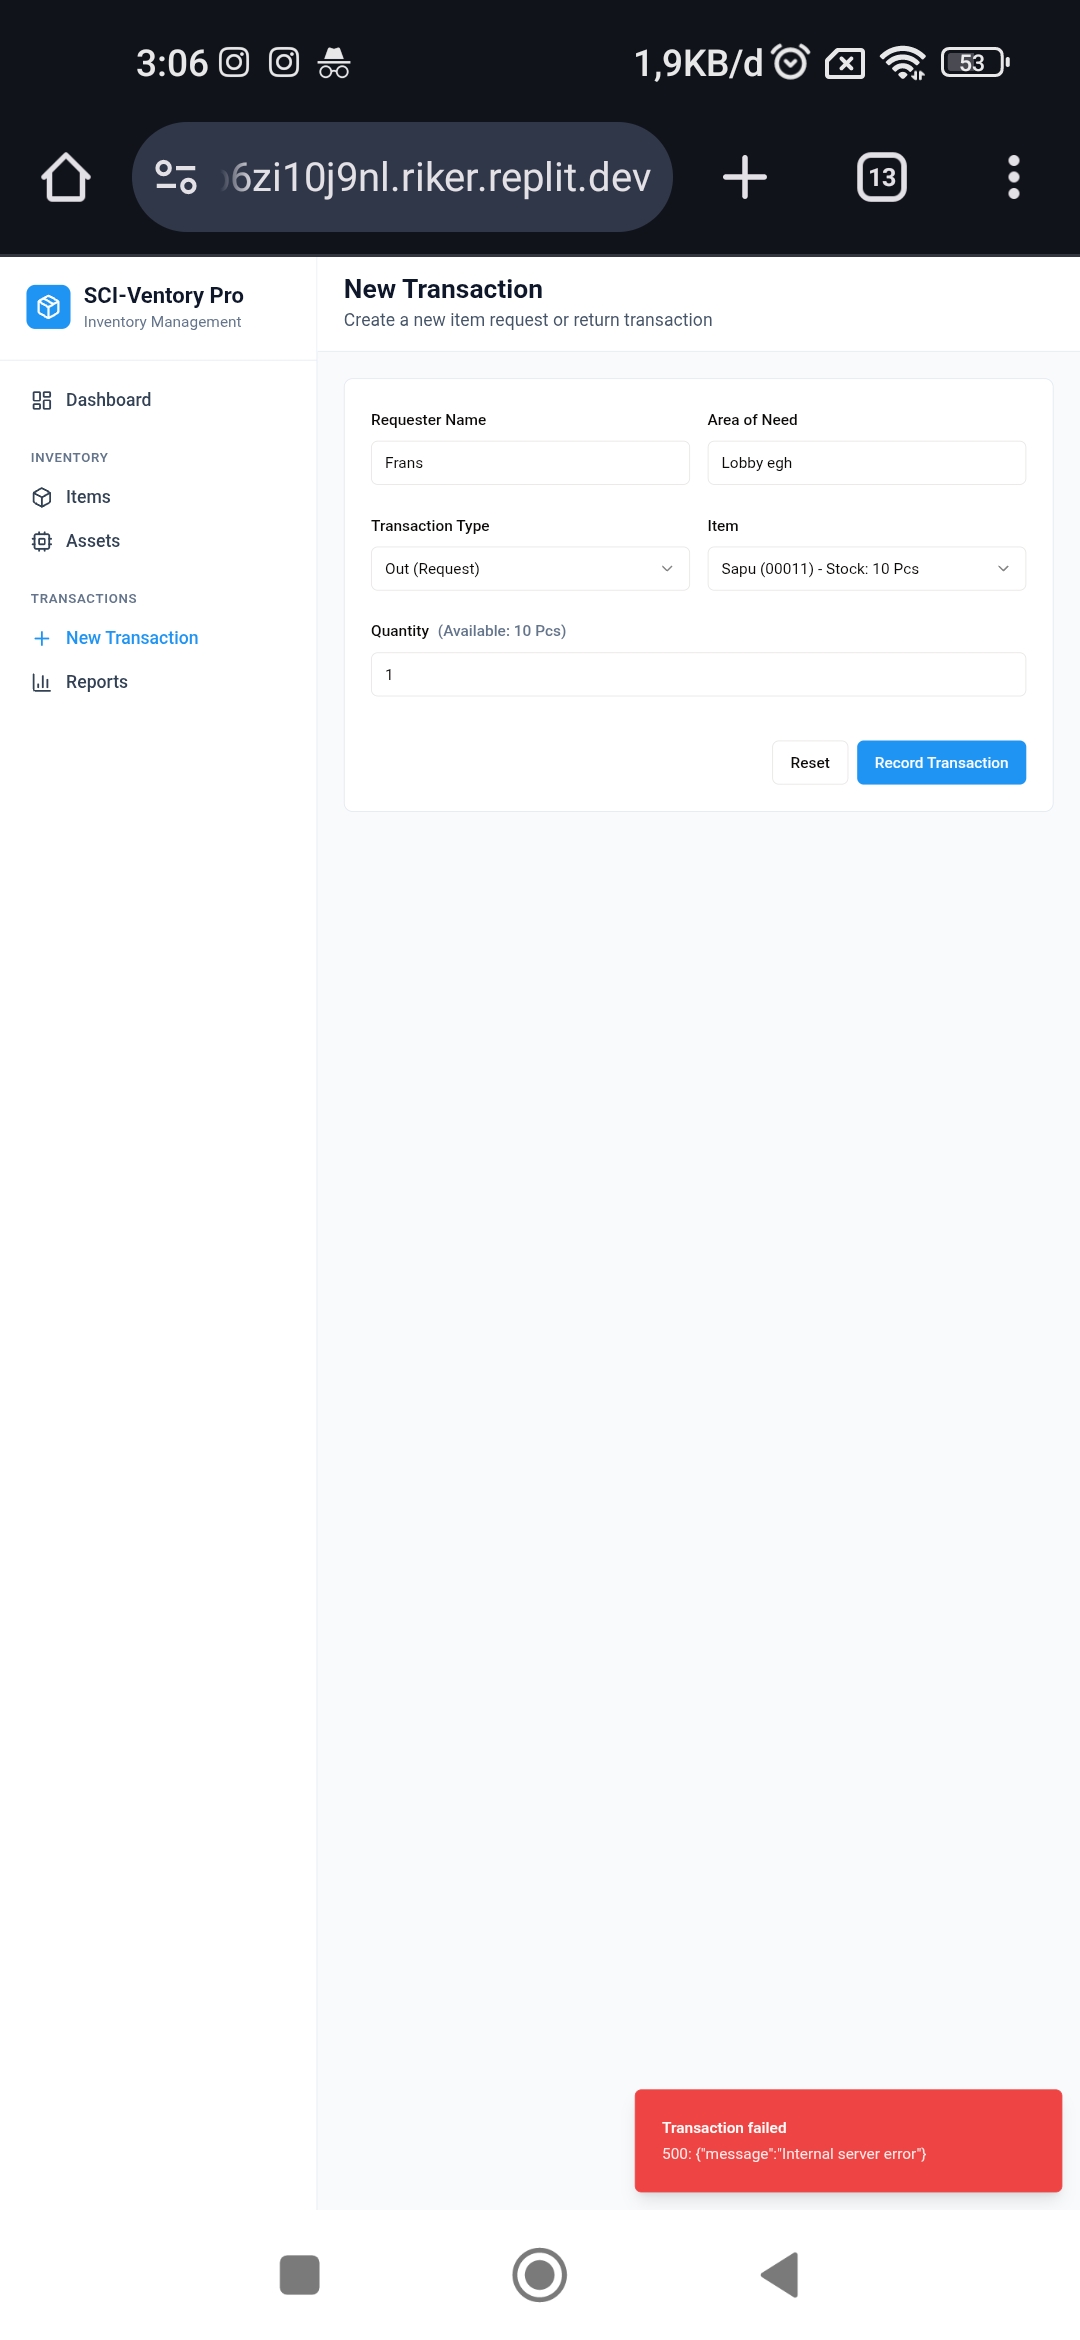 3:06
1,9KB/d
53
6zi10j9nl.riker.replit.dev
13
SCI-Ventory Pro
Inventory Management
Dashboard
INVENTORY
Items
Assets
TRANSACTIONS
New Transaction
Reports
New Transaction
Create a new item request or return transaction
Requester Name
Area of Need
Frans
Lobby egh
Transaction Type
Item
Out (Request)
Sapu (00011) - Stock: 10 Pcs
Quantity (Available: 10 Pcs)
1
Reset
Record Transaction
Transaction failed
500: {"message":"Internal server error"}